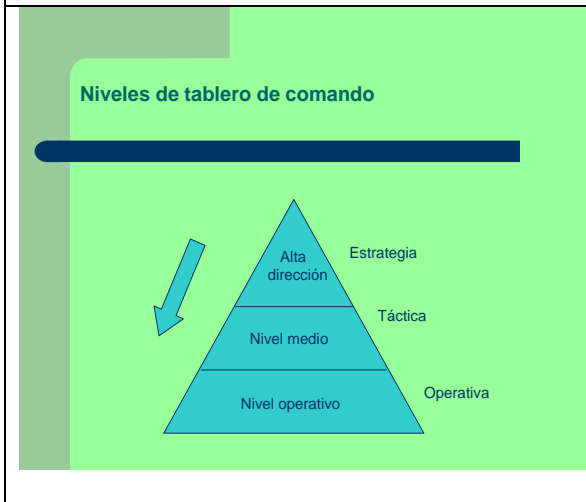 Niveles de tablero de comando
Alta
dirección
Estrategia
Táctica
Nivel medio
Operativa
Nivel operativo